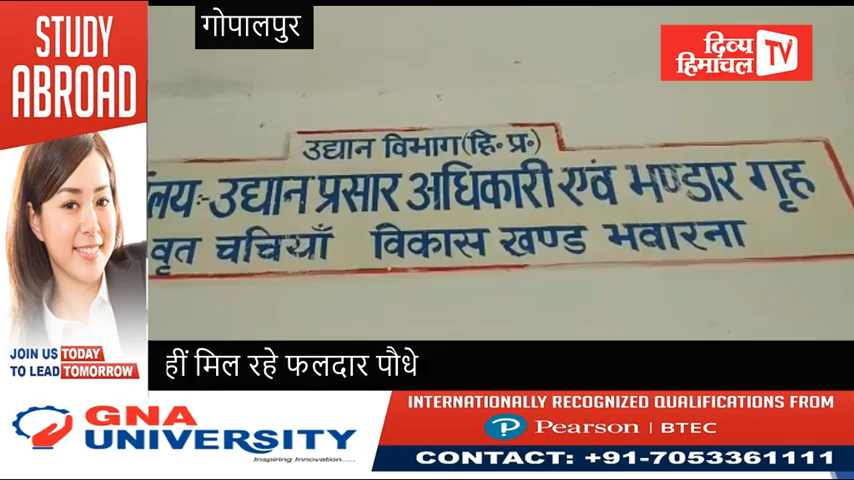 STUDY
ABROAD
JOIN US TODAY
TO LEAD TOMORROW
गोपालपुर
दिव्य
हिमाचल TV
उद्यान विभाग(हि॰ प्र॰)
लय:-उद्यान प्रसार अधिकारी एवं भण्डार गृह
वृत चचियाँ विकास खण्ड भवारना
हीं मिल रहे फलदार पौधे
GNA
UNIVERSITY
Inspiring Innovation.....
INTERNATIONALLY RECOGNIZED QUALIFICATIONS FROM
Pearson | BTEC
CONTACT: +91-7053361111